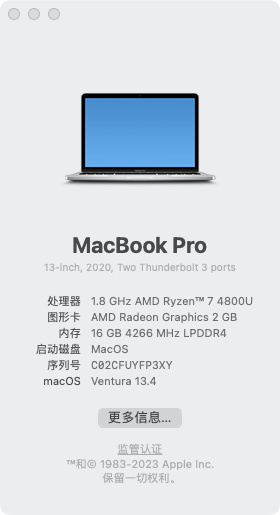 MacBook Pro
13-inch, 2020, Two Thunderbolt 3 ports
处理器 1.8 GHz AMD Ryzen™ 7 4800U
图形卡 AMD Radeon Graphics 2 GB
内存 16 GB 4266 MHz LPDDR4
启动磁盘 MacOS
序列号 C02CFUYFP3XY
macOS Ventura 13.4
更多信息...
监管认证
™和© 1983-2023 Apple Inc.
保留一切权利。